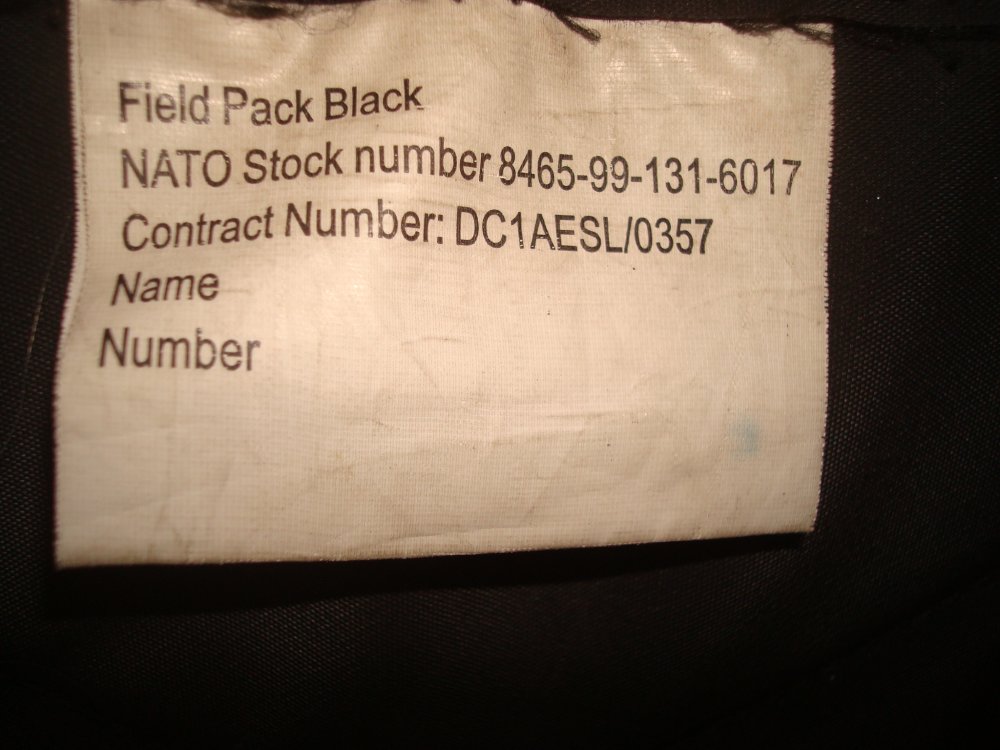 Field Pack Black
NATO Stock number 8465-99-131-6017
Contract Number: DC1AESL/0357
Name
Number